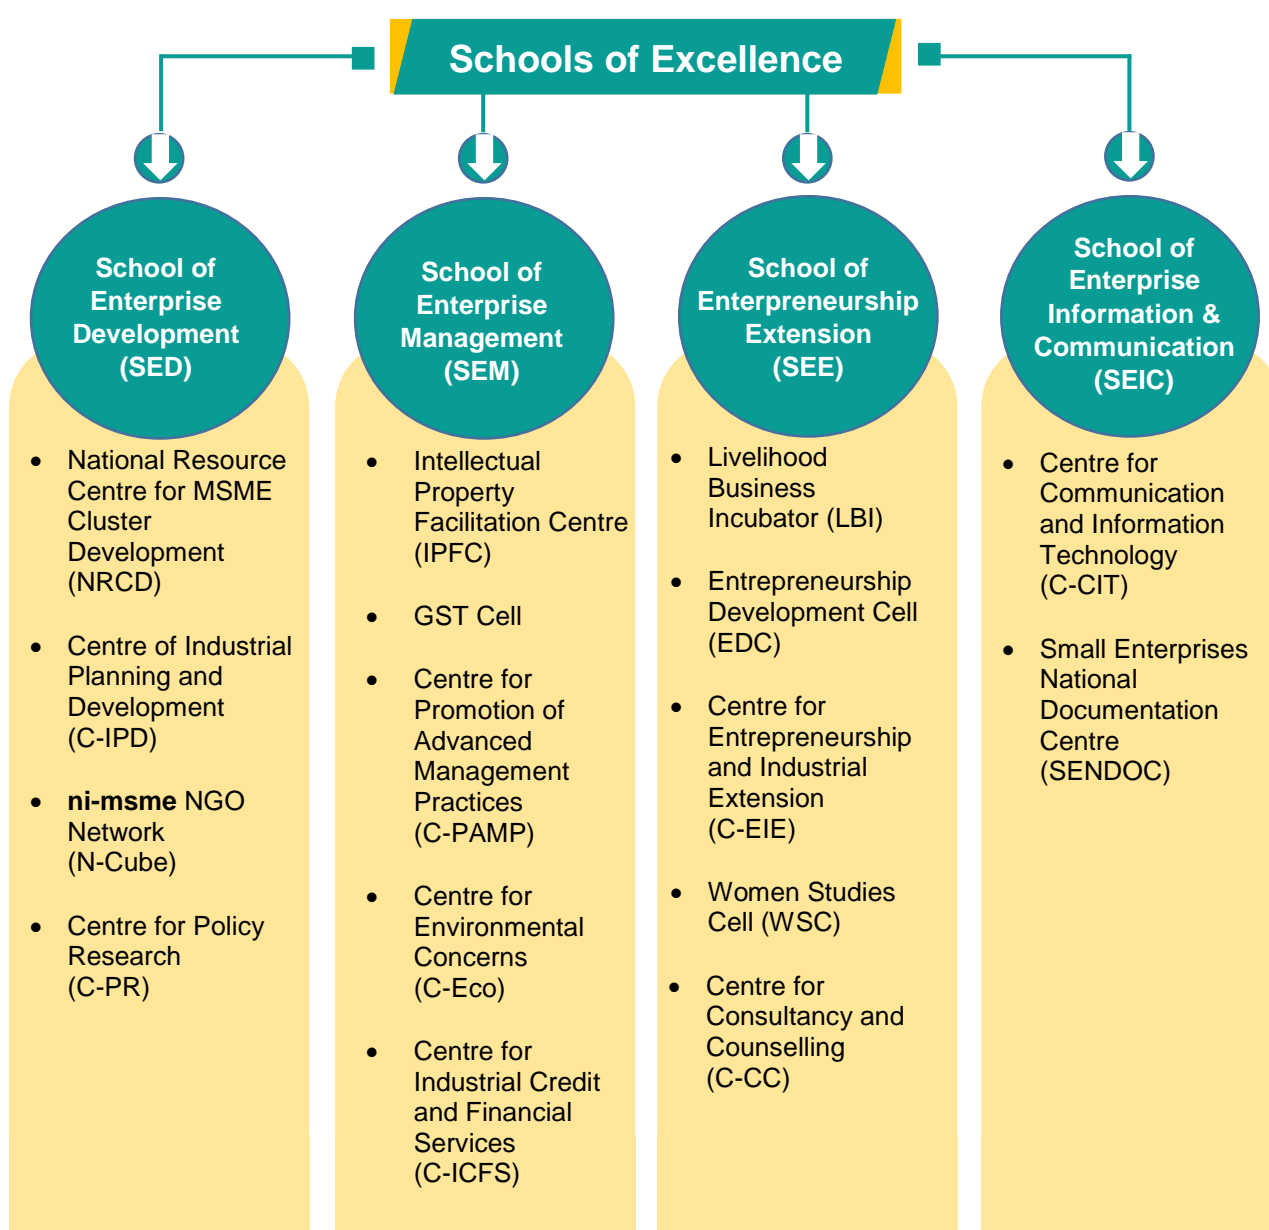 Schools of Excellence
School of
Enterprise
Development
(SED)
National Resource
Centre for MSME
Cluster
Development
(NRCD)
Centre of Industrial
Planning and
Development
(C-IPD)
ni-msme NGO
Network
(N-Cube)
Centre for Policy
Research
(C-PR)
School of
Enterprise
Management
(SEM)
Intellectual
Property
Facilitation Centre
(IPFC)
GST Cell
Centre for
Promotion of
Advanced
Management
Practices
(C-PAMP)
Centre for
Environmental
Concerns
(C-Eco)
Centre for
Industrial Credit
and Financial
Services
(C-ICFS)
School of
Enterpreneurship
Extension
(SEE)
Livelihood
Business
Incubator (LBI)
Entrepreneurship
Development Cell
(EDC)
Centre for
Entrepreneurship
and Industrial
Extension
(C-EIE)
Women Studies
Cell (WSC)
Centre for
Consultancy and
Counselling
(C-CC)
School of
Enterprise
Information &
Communication
(SEIC)
Centre for
Communication
and Information
Technology
(C-CIT)
Small Enterprises
National
Documentation
Centre
(SENDOC)